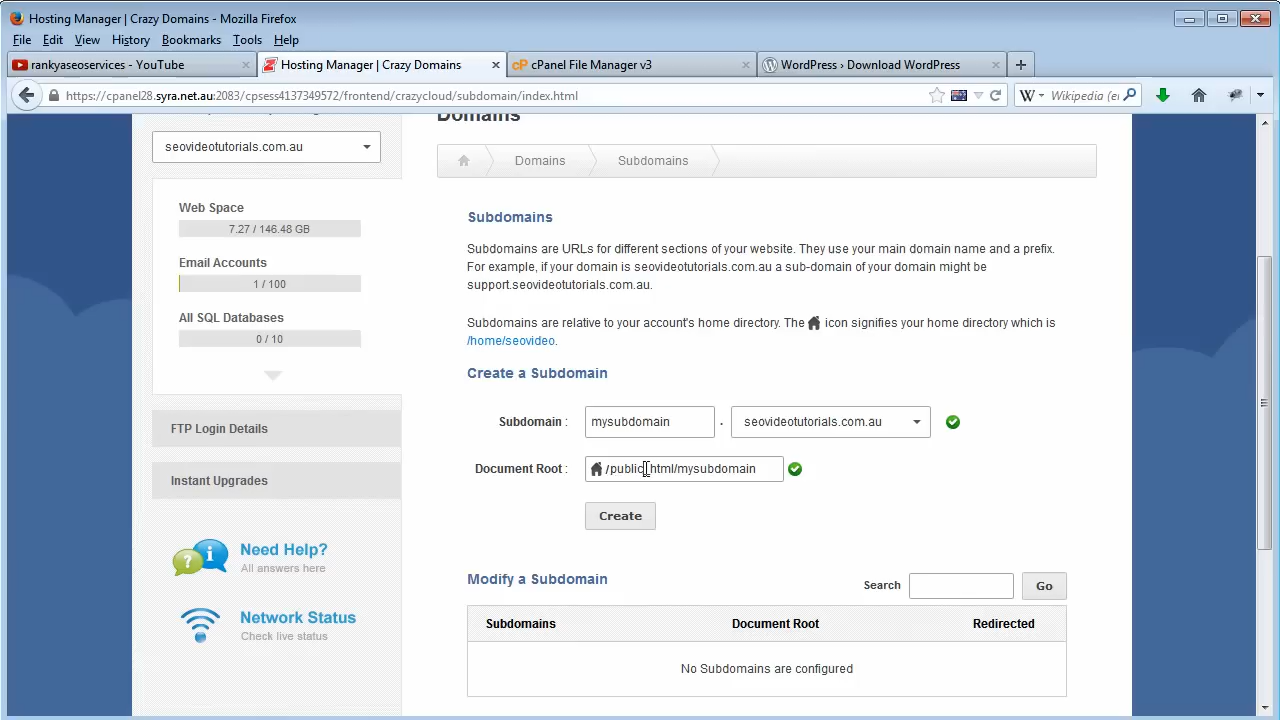 Hosting Manager | Crazy Domains - Mozilla Firefox
File Edit View History Bookmarks Tools Help
rankyaseoservices - YouTube
Hosting Manager | Crazy Domains
cPanel File Manager v3
WordPress › Download WordPress
https://cpanel28.syra.net.au:2083/cpsess4137349572/frontend/crazycloud/subdomain/index.html
Wikipedia (e
Domains
seovideotutorials.com.au
Domains Subdomains
Web Space
7.27 / 146.48 GB
Email Accounts
1 / 100
All SQL Databases
0 / 10
FTP Login Details
Instant Upgrades
Need Help?
All answers here
Network Status
Check live status
Subdomains
Subdomains are URLs for different sections of your website. They use your main domain name and a prefix.
For example, if your domain is seovideotutorials.com.au a sub-domain of your domain might be
support.seovideotutorials.com.au.
Subdomains are relative to your account's home directory. The icon signifies your home directory which is
/home/seovideo.
Create a Subdomain
Subdomain : mysubdomain . seovideotutorials.com.au
Document Root : /public_html/mysubdomain
Create
Modify a Subdomain
Search Go
Subdomains Document Root Redirected
No Subdomains are configured